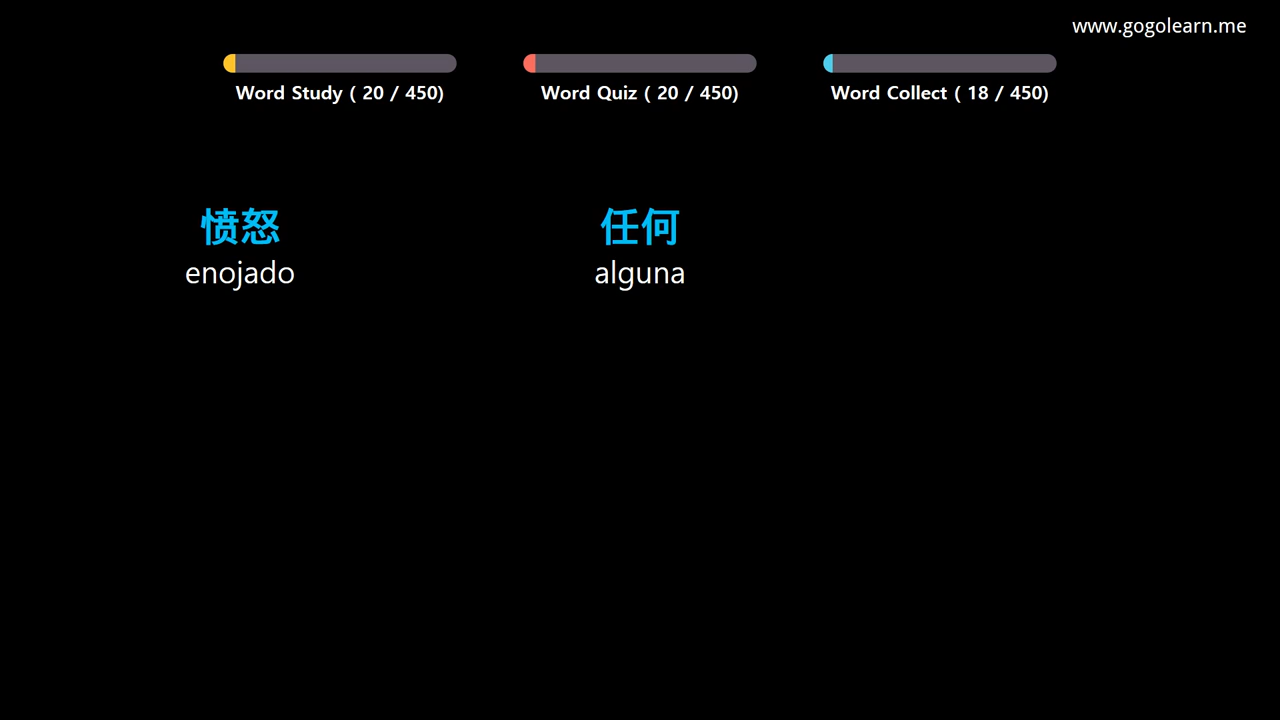 www.gogolearn.me
Word Study ( 20 / 450)
Word Quiz ( 20 / 450)
Word Collect ( 18 / 450)
愤怒
enojado
任何
alguna